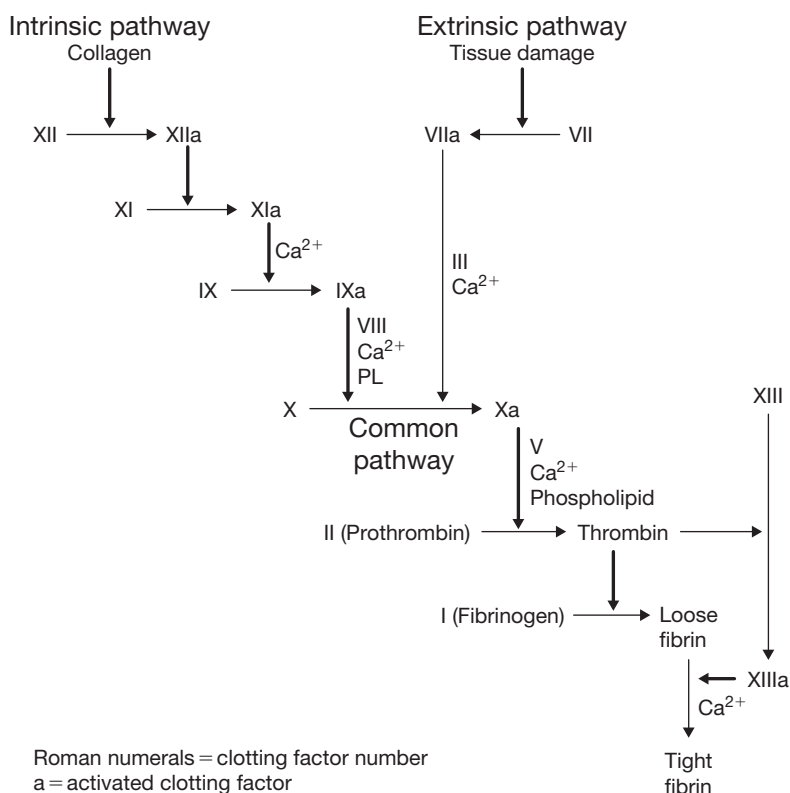 Intrinsic pathway
Collagen
Extrinsic pathway
Tissue damage
XII
XIIa
VIIa
VII
XI
XIa
Ca²⁺
III
Ca²⁺
IX
IXa
VIII
Ca²⁺
PL
X
Xa
XIII
Common
pathway
V
Ca²⁺
Phospholipid
II (Prothrombin)
Thrombin
I (Fibrinogen)
Loose
fibrin
XIIIa
Ca²⁺
Tight
fibrin
Roman numerals = clotting factor number
a = activated clotting factor